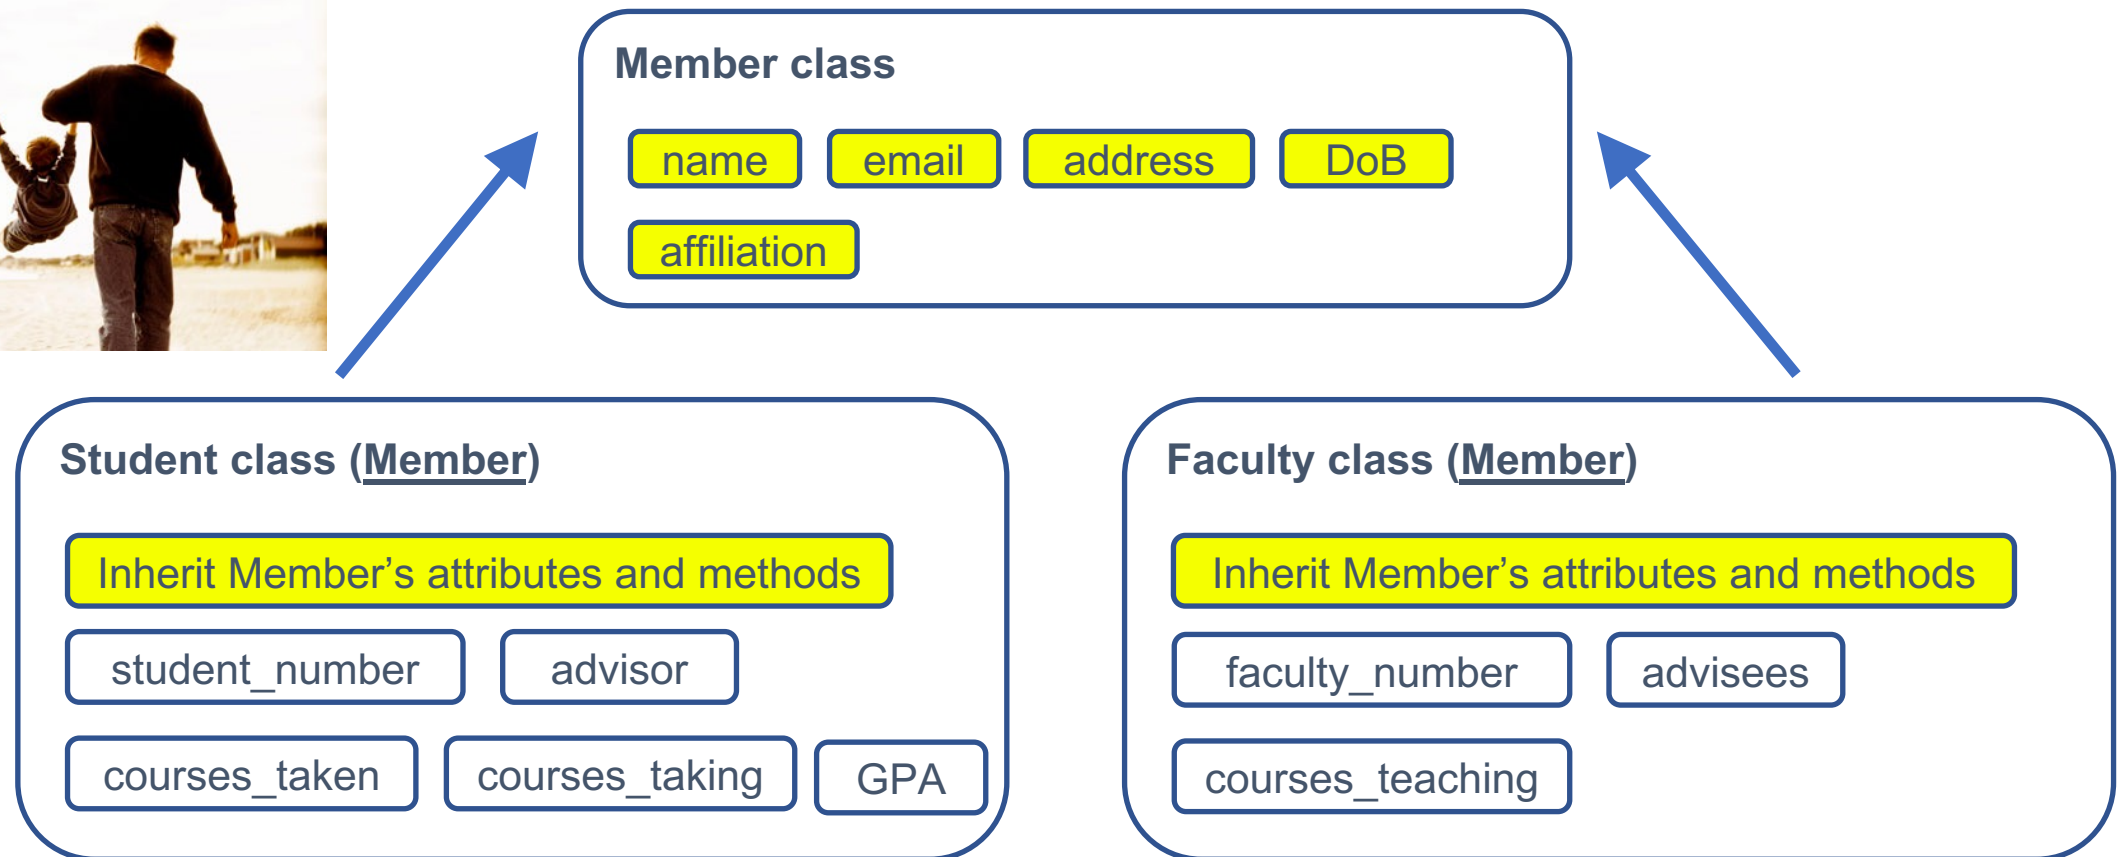 Member class
name email address DoB
affiliation
Student class (Member)
Inherit Member’s attributes and methods
student_number advisor
courses_taken courses_taking GPA
Faculty class (Member)
Inherit Member’s attributes and methods
faculty_number advisees
courses_teaching